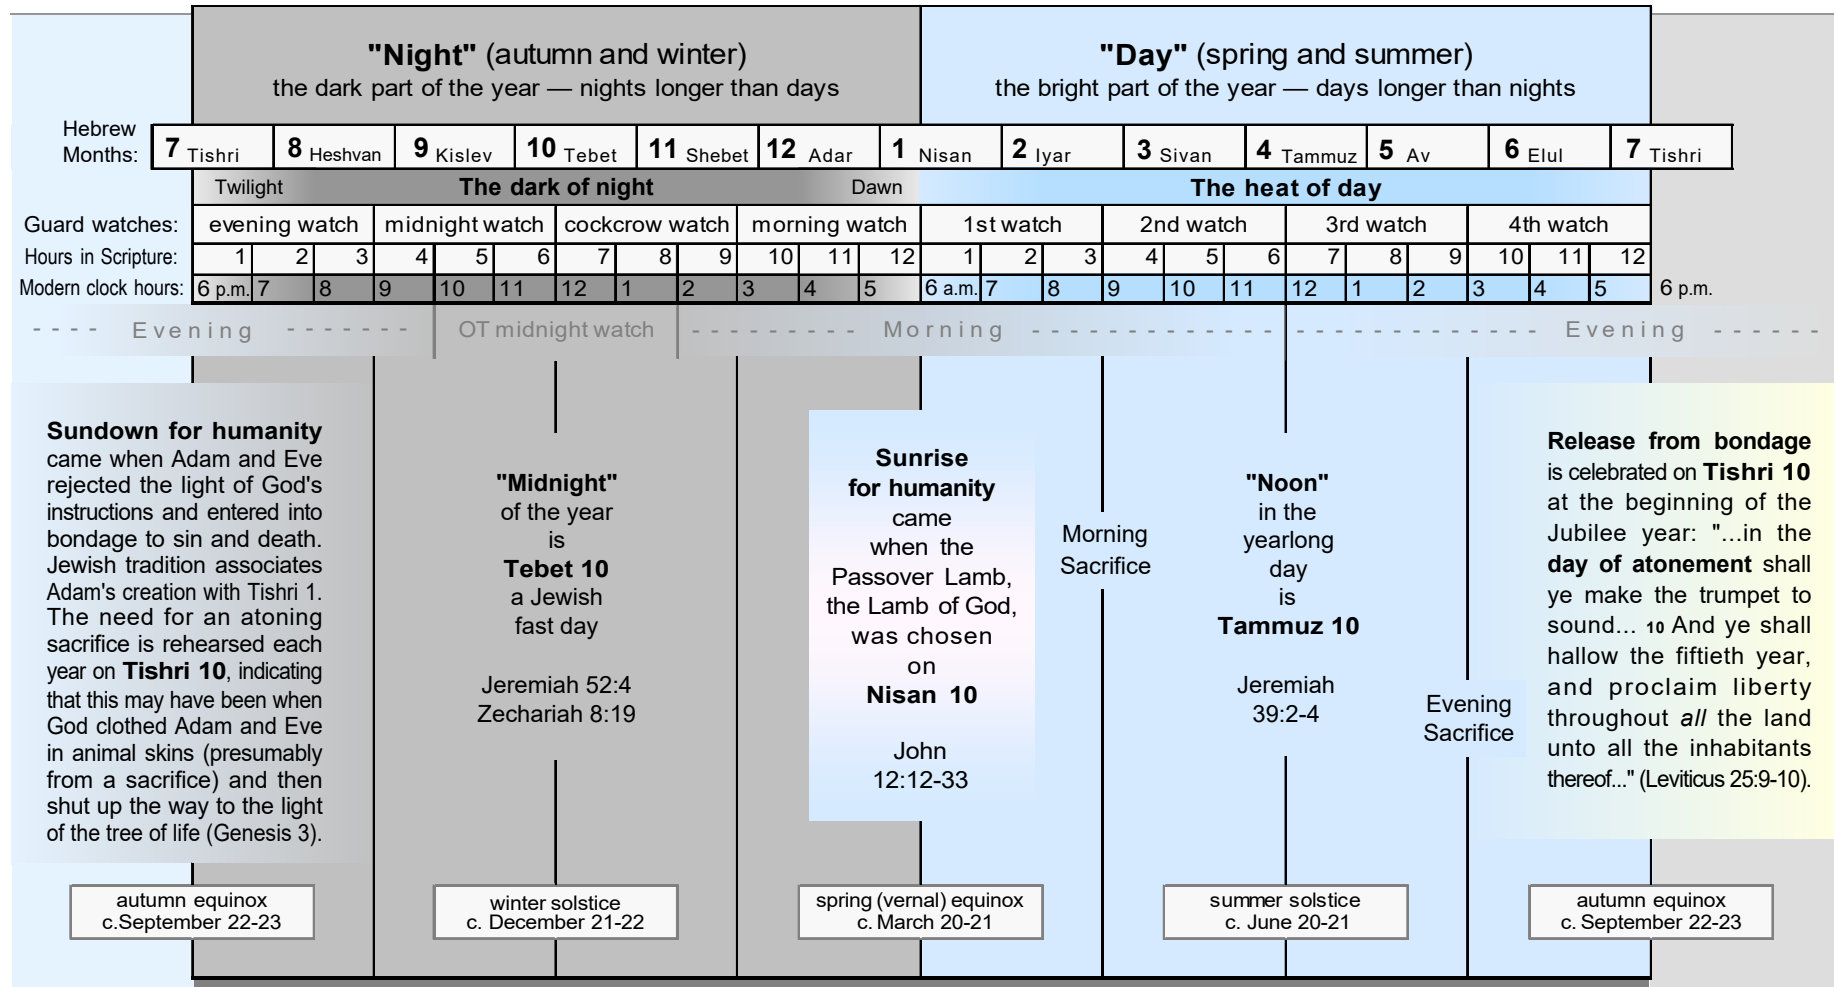 "Night" (autumn and winter)
the dark part of the year — nights longer than days
"Day" (spring and summer)
the bright part of the year — days longer than nights
Hebrew
Months:
7 Tishri 8 Heshvan 9 Kislev 10 Tebet 11 Shebet 12 Adar 1 Nisan 2 Iyar 3 Sivan 4 Tammuz 5 Av 6 Elul 7 Tishri
Twilight The dark of night Dawn The heat of day
Guard watches: evening watch midnight watch cockcrow watch morning watch 1st watch 2nd watch 3rd watch 4th watch
Hours in Scripture: 1 2 3 4 5 6 7 8 9 10 11 12 1 2 3 4 5 6 7 8 9 10 11 12
Modern clock hours: 6 p.m. 7 8 9 10 11 12 1 2 3 4 5 6 a.m. 7 8 9 10 11 12 1 2 3 4 5 6 p.m.
- - - - Evening - - - - - - - OT midnight watch - - - - - - - - - Morning - - - - - - - - - - - - - - - - - - - - - - - - - - - Evening - - - - - -
Sundown for humanity
came when Adam and Eve
rejected the light of God's
instructions and entered into
bondage to sin and death.
Jewish tradition associates
Adam's creation with Tishri 1.
The need for an atoning
sacrifice is rehearsed each
year on Tishri 10, indicating
that this may have been when
God clothed Adam and Eve
in animal skins (presumably
from a sacrifice) and then
shut up the way to the light
of the tree of life (Genesis 3).
"Midnight"
of the year
is
Tebet 10
a Jewish
fast day
Jeremiah 52:4
Zechariah 8:19
Sunrise
for humanity
came
when the
Passover Lamb,
the Lamb of God,
was chosen
on
Nisan 10
John
12:12-33
Morning
Sacrifice
"Noon"
in the
yearlong
day
is
Tammuz 10
Jeremiah
39:2-4
Evening
Sacrifice
Release from bondage
is celebrated on Tishri 10
at the beginning of the
Jubilee year: "...in the
day of atonement shall
ye make the trumpet to
sound... 10 And ye shall
hallow the fiftieth year,
and proclaim liberty
throughout all the land
unto all the inhabitants
thereof..." (Leviticus 25:9-10).
autumn equinox
c.September 22-23
winter solstice
c. December 21-22
spring (vernal) equinox
c. March 20-21
summer solstice
c. June 20-21
autumn equinox
c. September 22-23